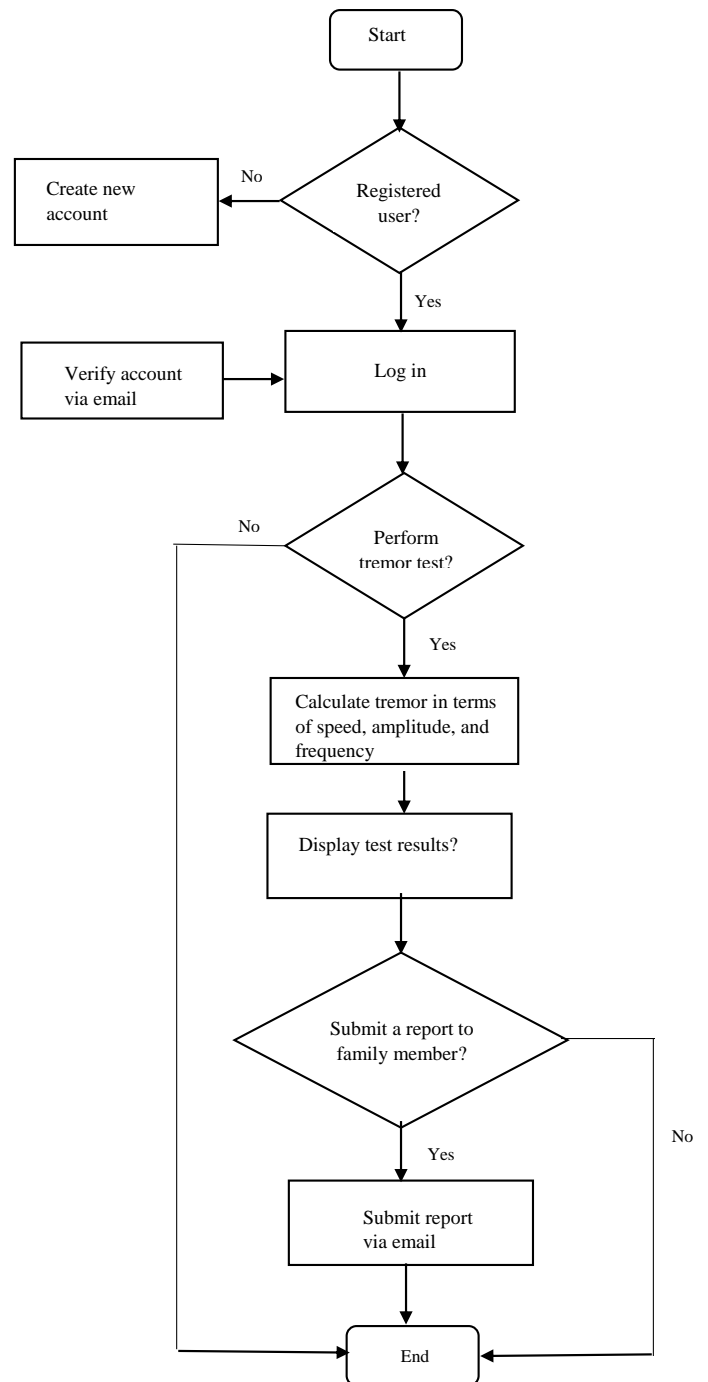 Start
No
Registered
user?
Create new
account
Yes
Verify account
via email
Log in
No
Perform
tremor test?
Yes
Calculate tremor in terms
of speed, amplitude, and
frequency
Display test results?
Submit a report to
family member?
No
Yes
Submit report
via email
End